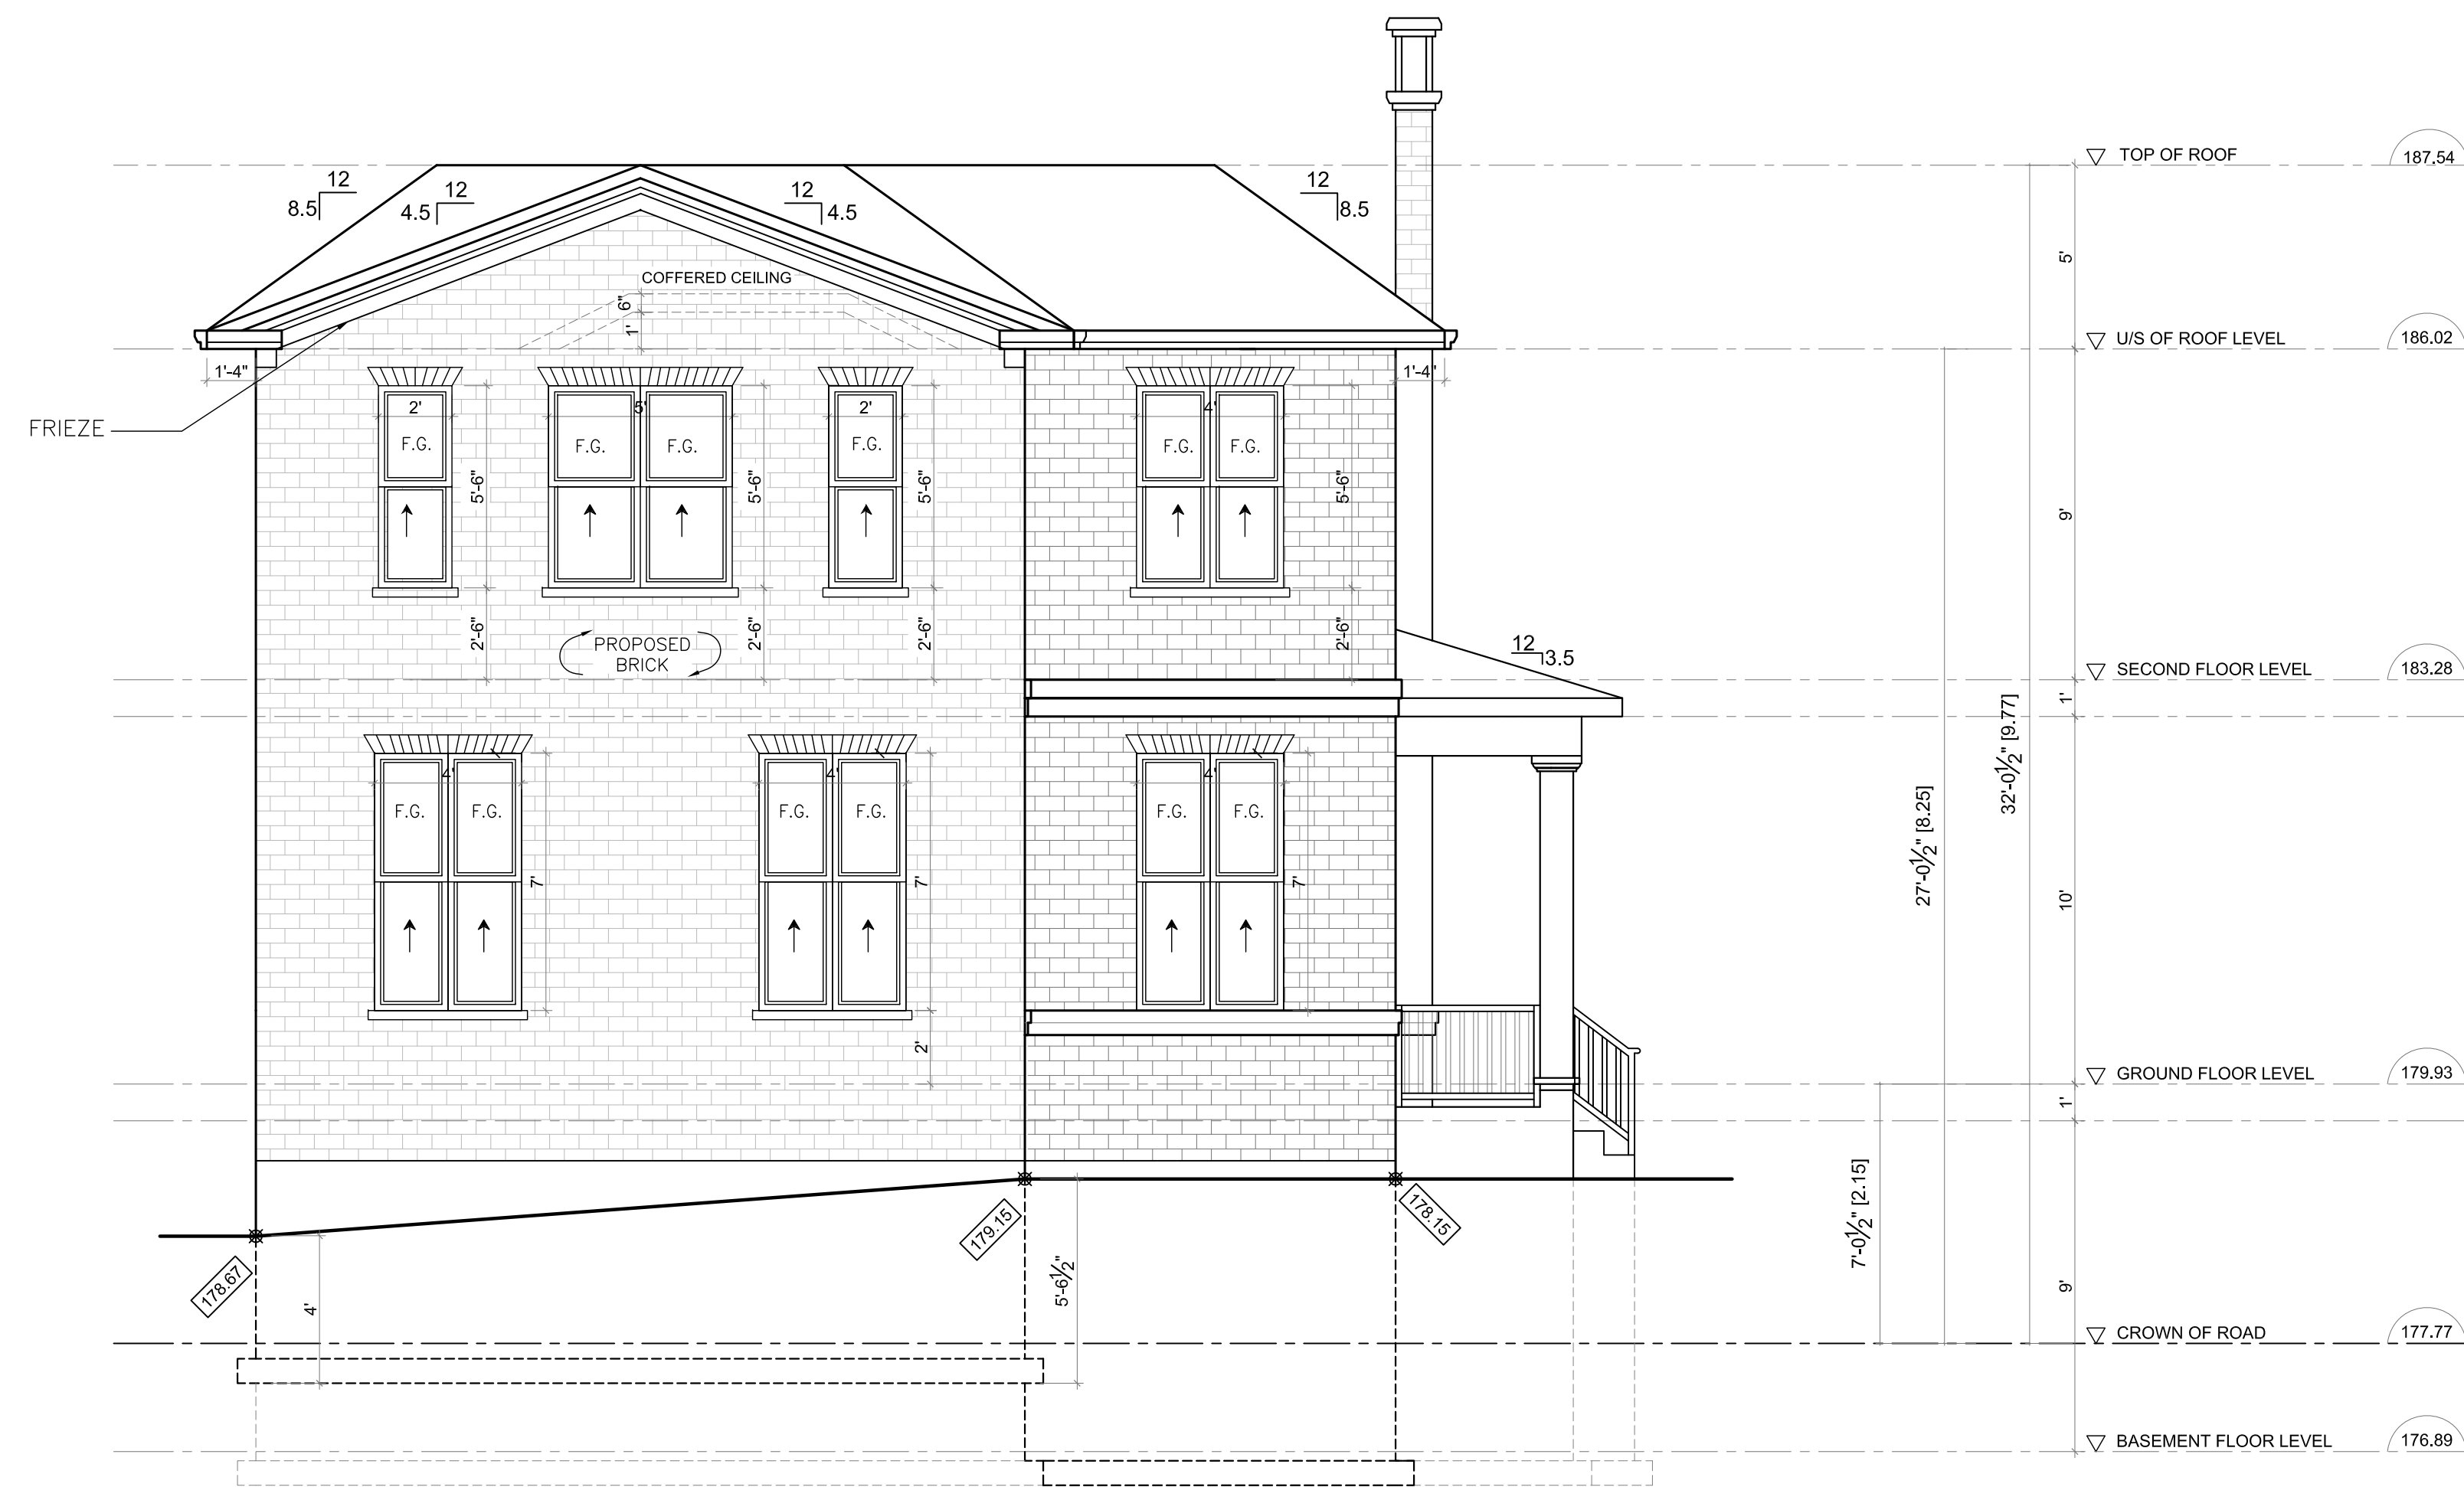 TOP OF ROOF 187.54
12
8.5
12
4.5
12
4.5
12
8.5
5'
COFFERED CEILING
6"
1'
U/S OF ROOF LEVEL 186.02
1'-4"
1'-4"
FRIEZE
2'
5'
2'
4'
F.G.
F.G.
F.G.
F.G.
F.G.
F.G.
5'-6"
5'-6"
5'-6"
5'-6"
9'
2'-6"
2'-6"
2'-6"
2'-6"
PROPOSED
BRICK
12
3.5
SECOND FLOOR LEVEL 183.28
1'
32'-0½" [9.77]
27'-0½" [8.25]
4'
4'
4'
F.G.
F.G.
F.G.
F.G.
F.G.
F.G.
7'
7'
7'
10'
2'
GROUND FLOOR LEVEL 179.93
1'
7'-0½" [2.15]
178.67
179.15
178.15
4'
5'-6½"
9'
CROWN OF ROAD 177.77
BASEMENT FLOOR LEVEL 176.89